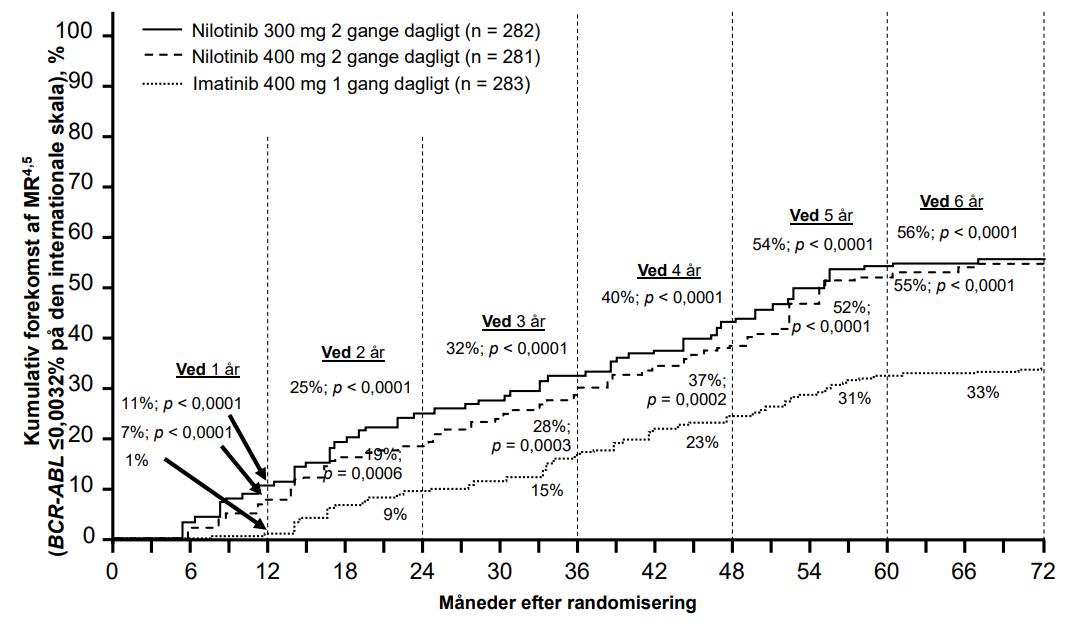 Kumulativ forekomst af MR4,5
(BCR-ABL ≤0,0032% på den internationale skala), %
100
90
80
70
60
50
40
30
20
10
0
Nilotinib 300 mg 2 gange dagligt (n = 282)
Nilotinib 400 mg 2 gange dagligt (n = 281)
Imatinib 400 mg 1 gang dagligt (n = 283)
Ved 1 år
11%; p < 0,0001
7%; p < 0,0001
1%
Ved 2 år
25%; p < 0,0001
19%;
p = 0,0006
9%
Ved 3 år
32%; p < 0,0001
28%;
p = 0,0003
15%
Ved 4 år
40%; p < 0,0001
37%;
p = 0,0002
23%
Ved 5 år
54%; p < 0,0001
52%;
p < 0,0001
31%
Ved 6 år
56%; p < 0,0001
55%; p < 0,0001
33%
0 6 12 18 24 30 36 42 48 54 60 66 72
Måneder efter randomisering